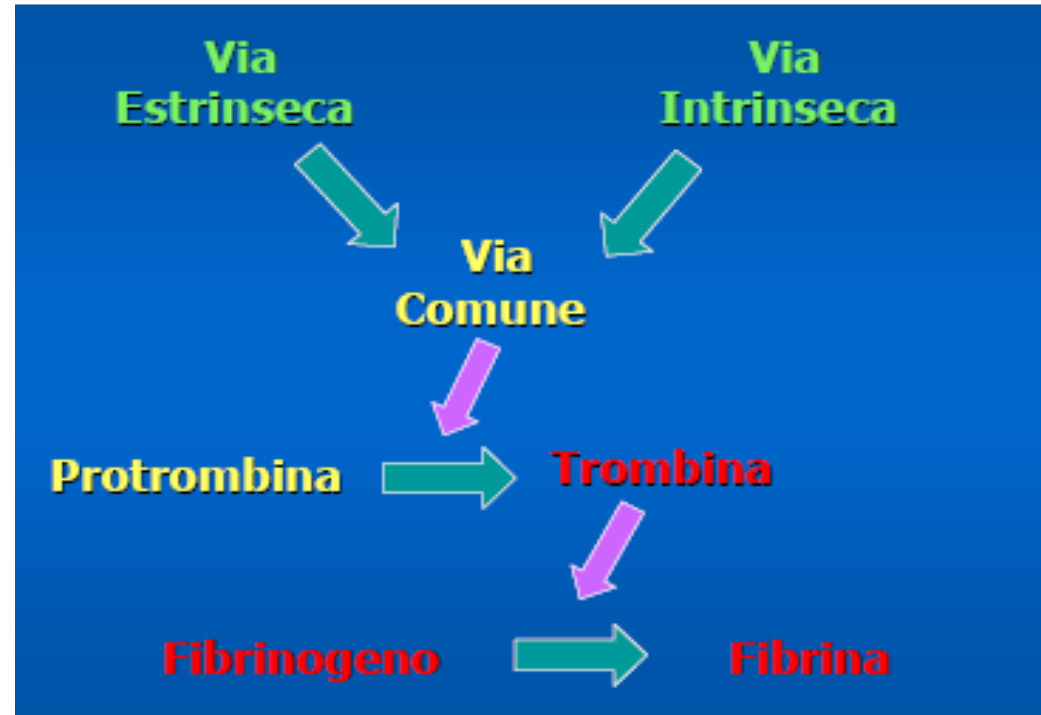 Via
Estrinseca
Via
Intrinseca
Via
Comune
Protrombina
Trombina
Fibrinogeno
Fibrina